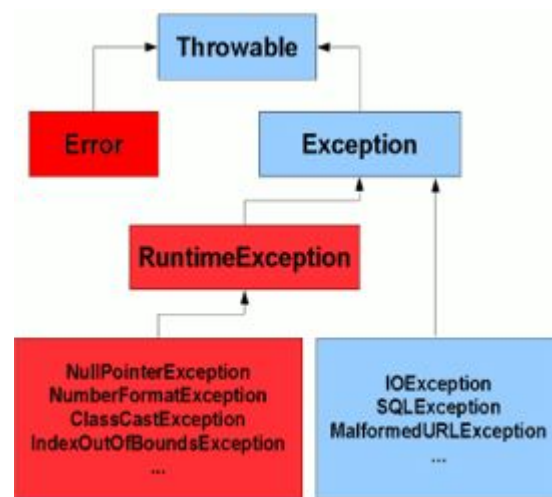 Throwable
Error
Exception
RuntimeException
NullPointerException
NumberFormatException
ClassCastException
IndexOutOfBoundsException
...
IOException
SQLException
MalformedURLException
...